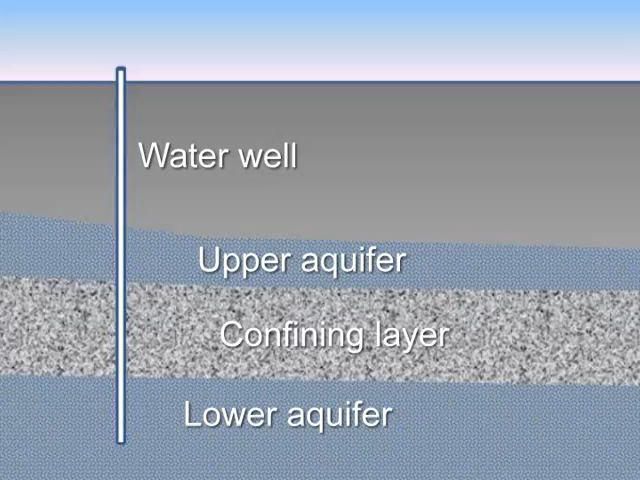 Water well
Upper aquifer
Confining layer
Lower aquifer